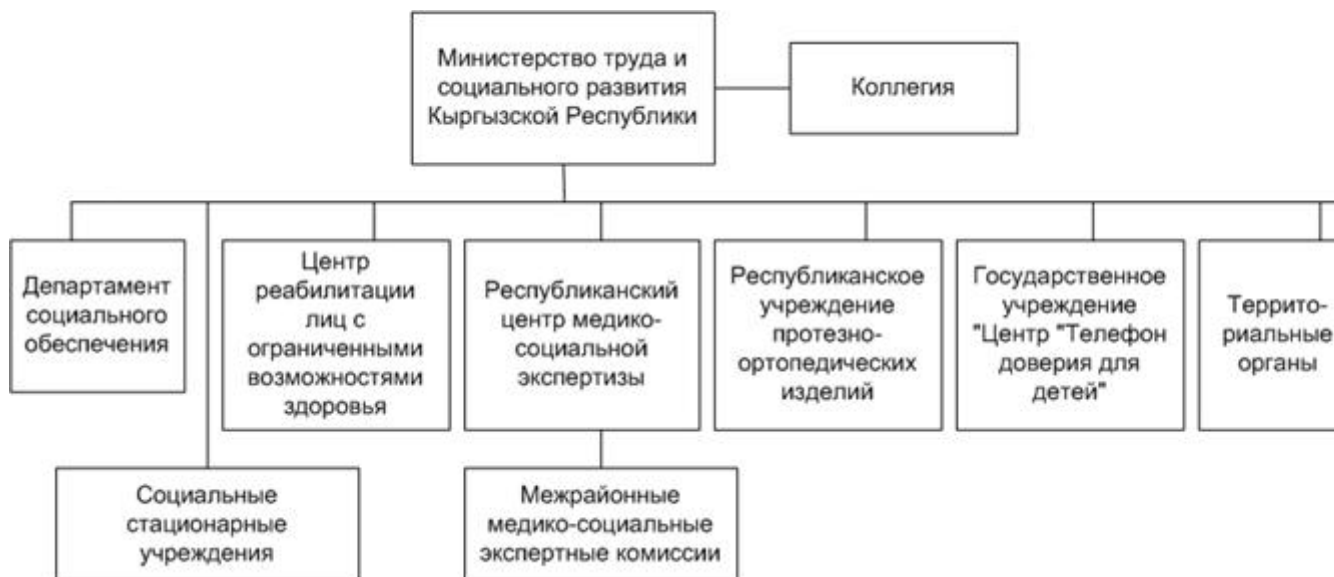 Министерство труда и
социального развития
Кыргызской Республики
Коллегия
Департамент
социального
обеспечения
Центр
реабилитации
лиц с
ограниченными
возможностями
здоровья
Республиканский
центр медико-
социальной
экспертизы
Республиканское
учреждение
протезно-
ортопедических
изделий
Государственное
учреждение
"Центр "Телефон
доверия для
детей"
Террито-
риальные
органы
Социальные
стационарные
учреждения
Межрайонные
медико-социальные
экспертные комиссии